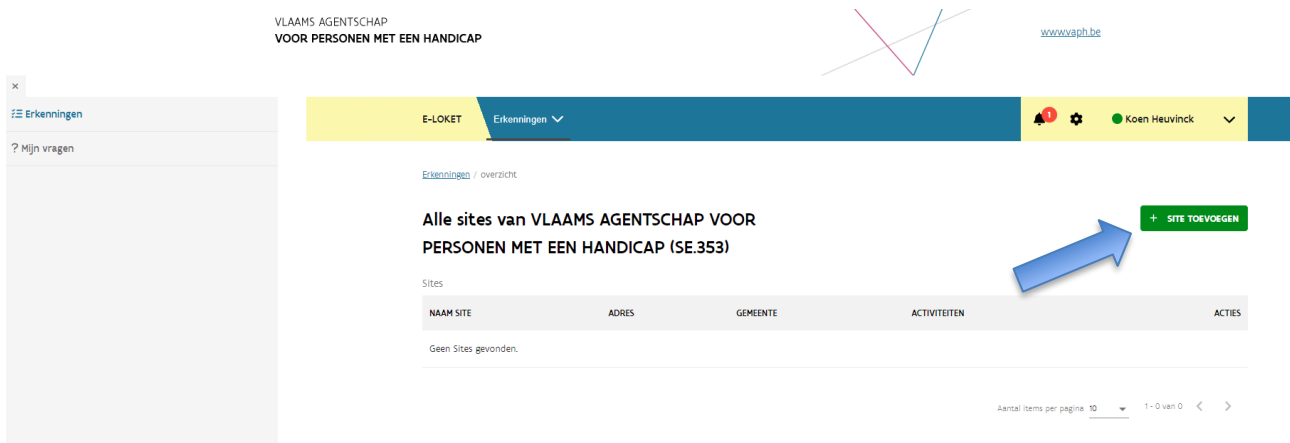 VLAAMS AGENTSCHAP
VOOR PERSONEN MET EEN HANDICAP
www.vaph.be
×
Erkenningen
? Mijn vragen
E-LOKET
Erkenningen
1
Koen Heuvinck
Erkenningen / overzicht
Alle sites van VLAAMS AGENTSCHAP VOOR
PERSONEN MET EEN HANDICAP (SE.353)
+ SITE TOEVOEGEN
Sites
NAAM SITE ADRES GEMEENTE ACTIVITEITEN ACTIES
Geen Sites gevonden.
Aantal items per pagina 10 1 - 0 van 0